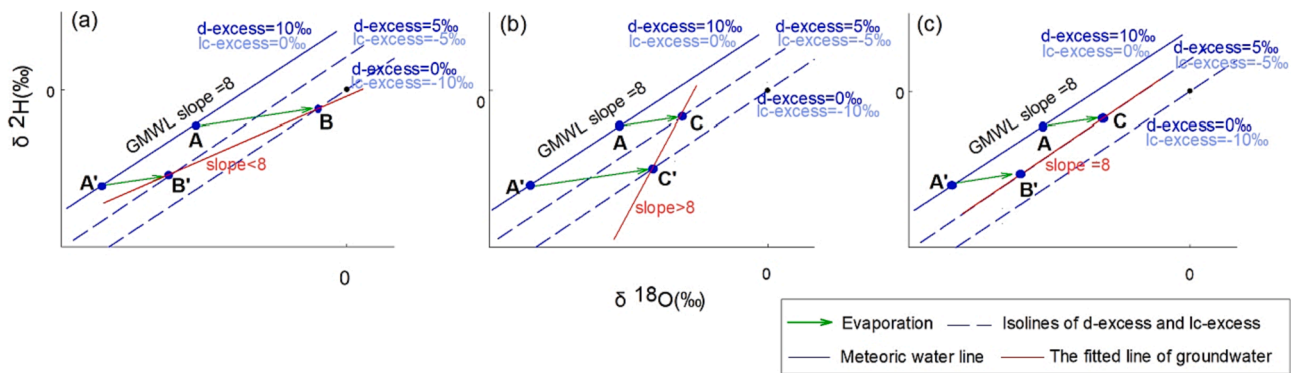 (a)
d-excess=10‰
lc-excess=0‰
d-excess=5‰
lc-excess=-5‰
d-excess=0‰
lc-excess=-10‰
GMWL slope =8
0
A
B
A'
B'
slope<8
0
δ ²H(‰)
(b)
d-excess=10‰
lc-excess=0‰
d-excess=5‰
lc-excess=-5‰
d-excess=0‰
lc-excess=-10‰
GMWL slope =8
0
A
C
A'
C'
slope>8
0
δ ¹⁸O(‰)
(c)
d-excess=10‰
lc-excess=0‰
d-excess=5‰
lc-excess=-5‰
d-excess=0‰
lc-excess=-10‰
GMWL slope =8
0
A
C
A'
B'
slope =8
0
Evaporation
Isolines of d-excess and lc-excess
Meteoric water line
The fitted line of groundwater